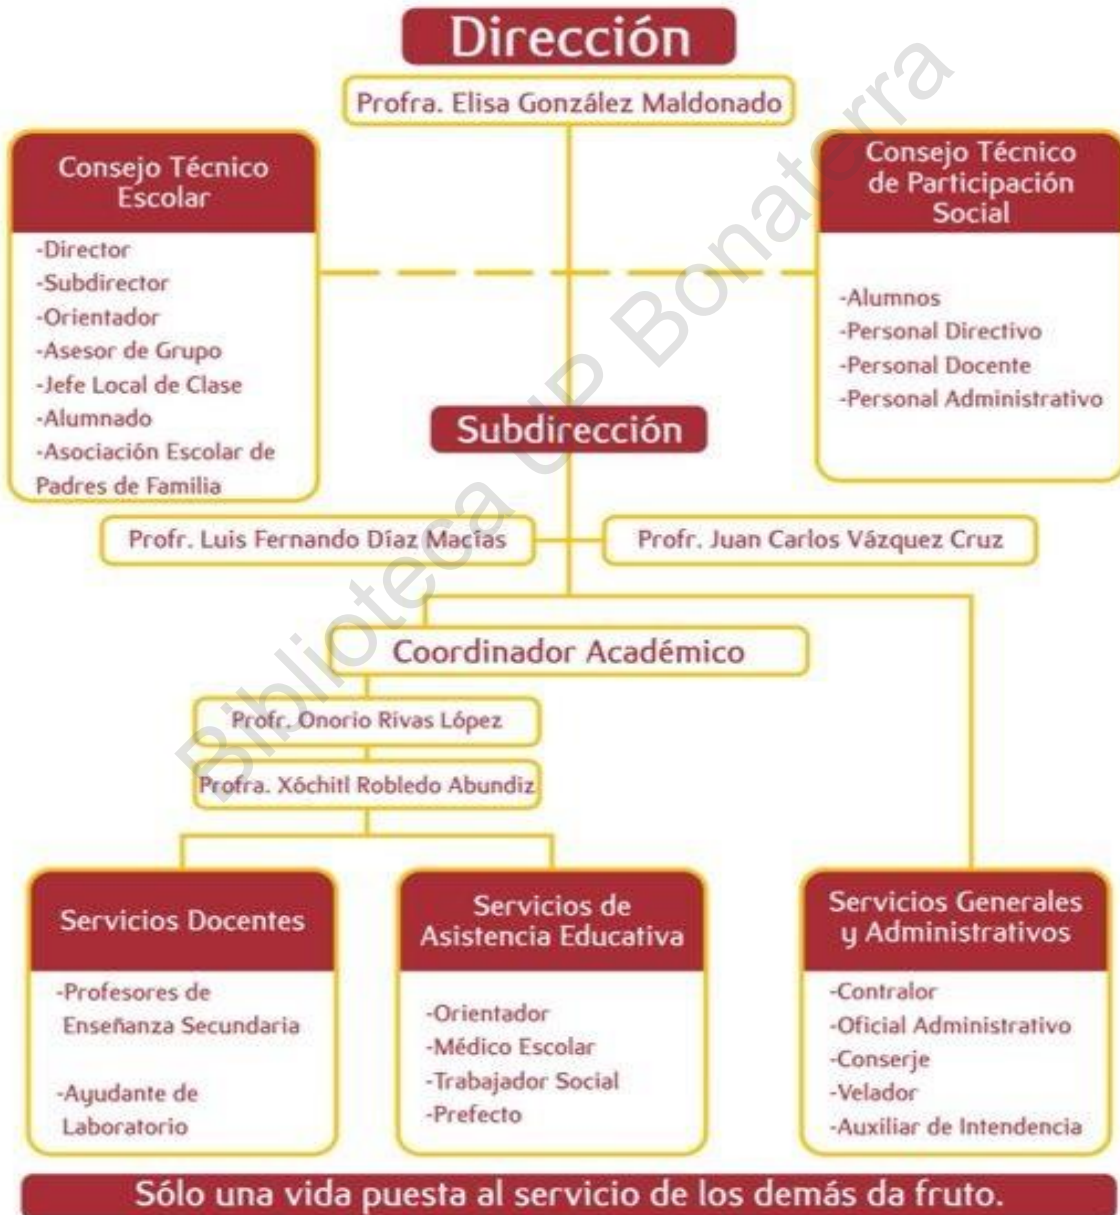 Dirección
Profra. Elisa González Maldonado
Consejo Técnico
Escolar
-Director
-Subdirector
-Orientador
-Asesor de Grupo
-Jefe Local de Clase
-Alumnado
-Asociación Escolar de
Padres de Familia
Consejo Técnico
de Participación
Social
-Alumnos
-Personal Directivo
-Personal Docente
-Personal Administrativo
Subdirección
Profr. Luis Fernando Díaz Macías
Profr. Juan Carlos Vázquez Cruz
Coordinador Académico
Profr. Onorio Rivas López
Profra. Xóchitl Robledo Abundiz
Servicios Docentes
-Profesores de
Enseñanza Secundaria
-Ayudante de
Laboratorio
Servicios de
Asistencia Educativa
-Orientador
-Médico Escolar
-Trabajador Social
-Prefecto
Servicios Generales
y Administrativos
-Contralor
-Oficial Administrativo
-Conserje
-Velador
-Auxiliar de Intendencia
Sólo una vida puesta al servicio de los demás da fruto.
Biblioteca UP Bonaterra